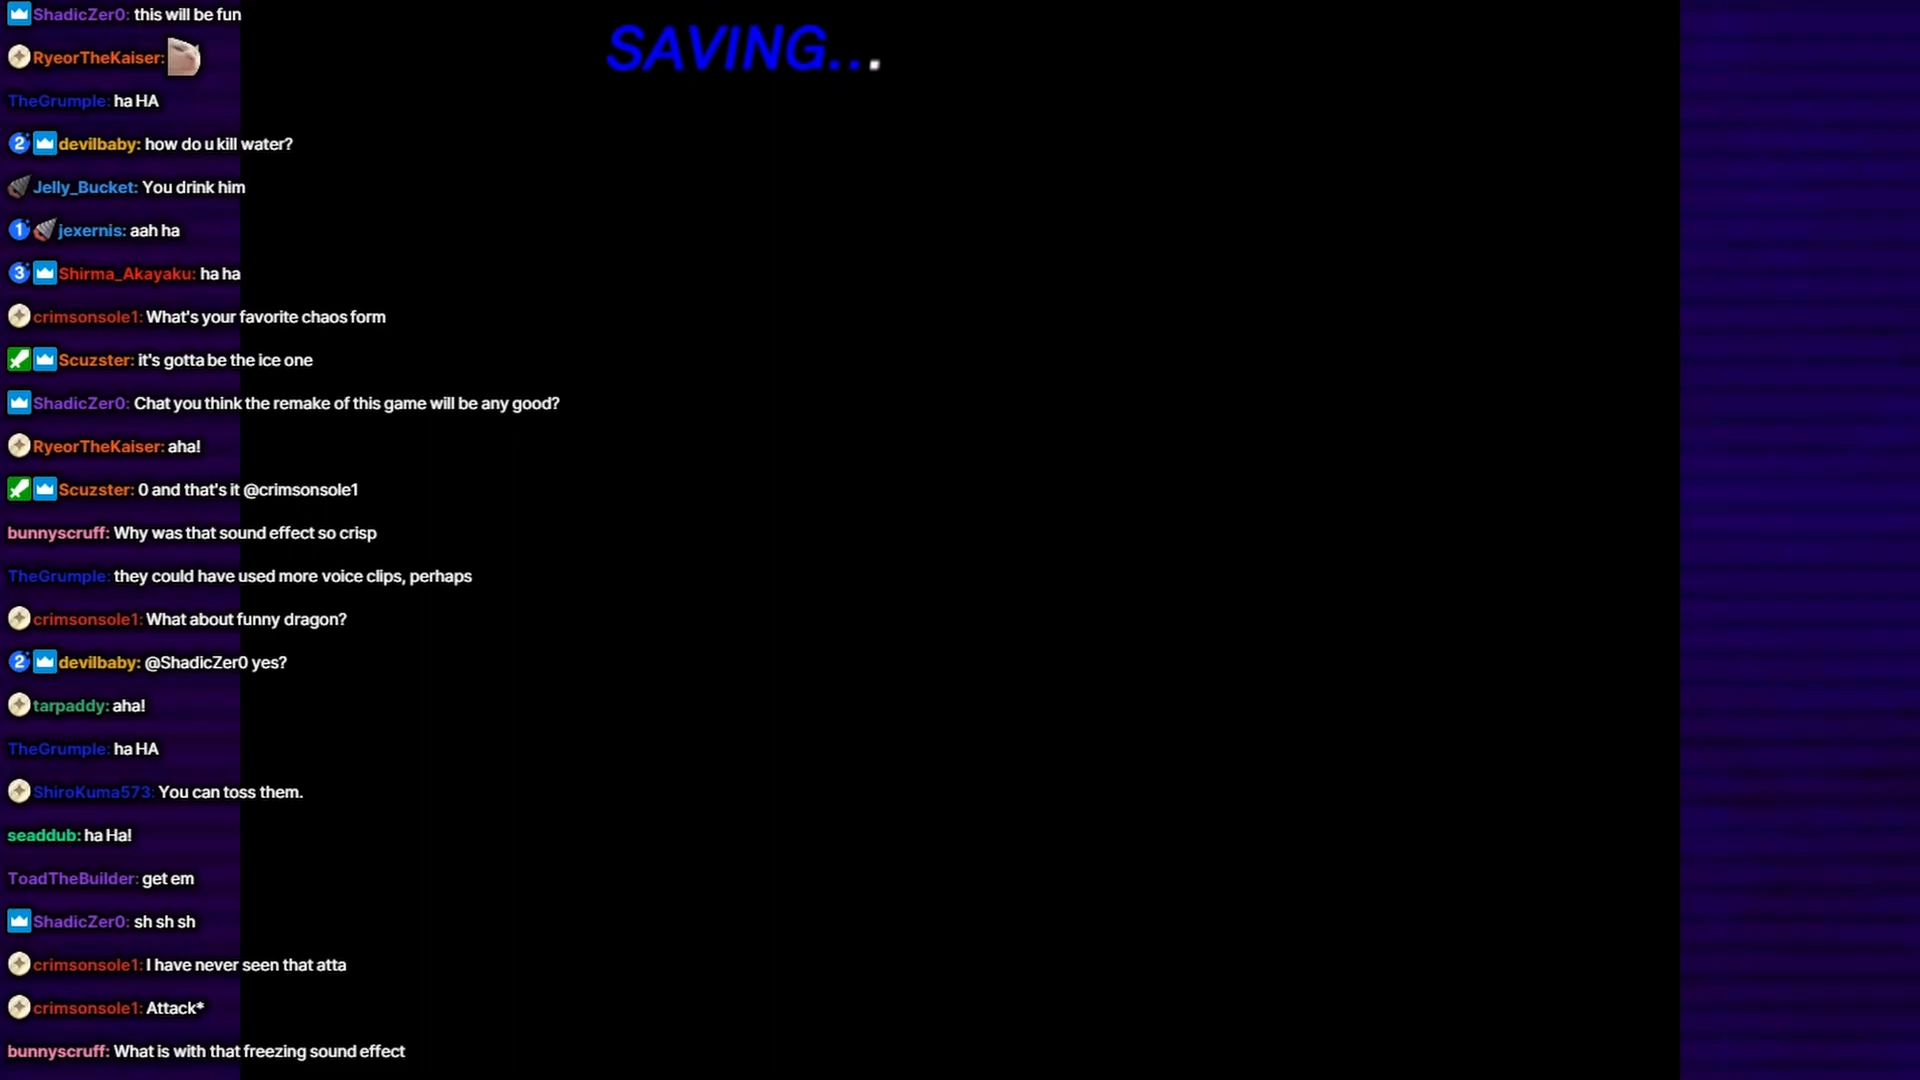 ShadicZer0: this will be fun
SAVING...
RyeorTheKaiser:
TheGrumple: ha HA
2 devilbaby: how do u kill water?
Jelly_Bucket: You drink him
1 jexernis: aah ha
3 Shirma_Akayaku: ha ha
crimsonsole1: What's your favorite chaos form
Scuzster: it's gotta be the ice one
ShadicZer0: Chat you think the remake of this game will be any good?
RyeorTheKaiser: aha!
Scuzster: 0 and that's it @crimsonsole1
bunnyscruff: Why was that sound effect so crisp
TheGrumple: they could have used more voice clips, perhaps
crimsonsole1: What about funny dragon?
2 devilbaby: @ShadicZer0 yes?
tarpaddy: aha!
TheGrumple: ha HA
ShiroKuma573: You can toss them.
seaddub: ha Ha!
ToadTheBuilder: get em
ShadicZer0: sh sh sh
crimsonsole1: I have never seen that atta
crimsonsole1: Attack*
bunnyscruff: What is with that freezing sound effect